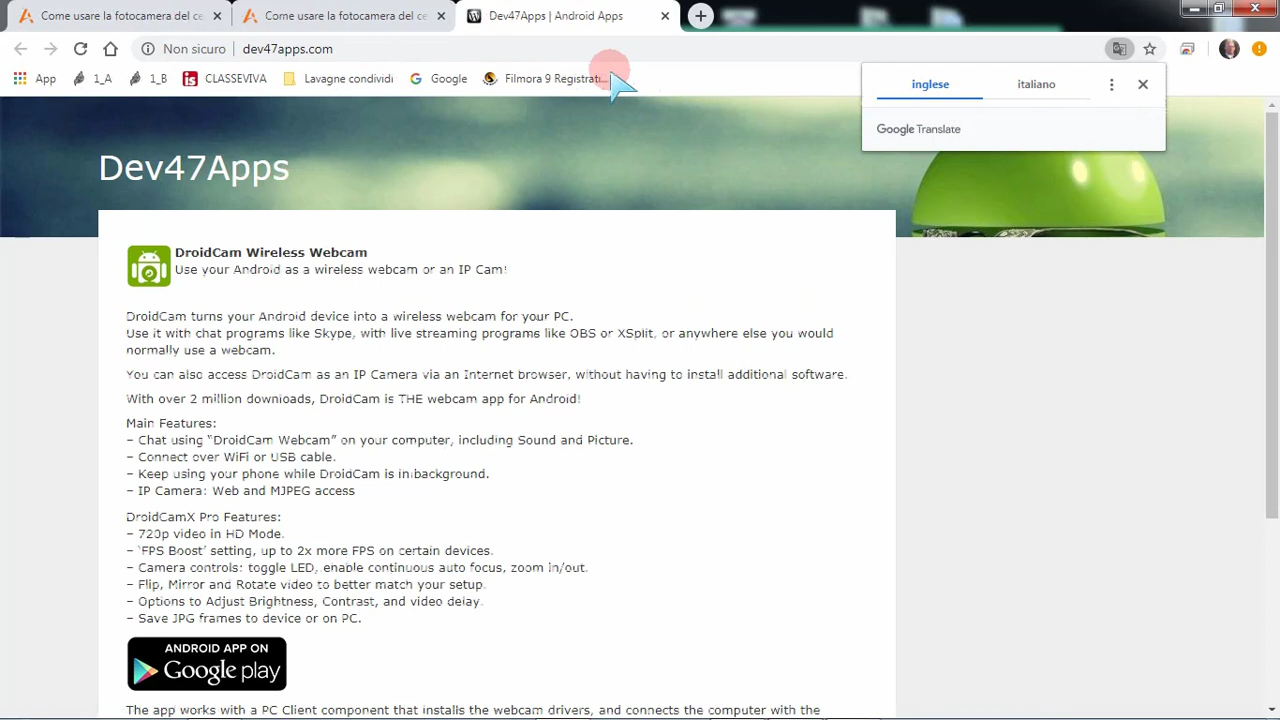 Come usare la fotocamera del ce
Come usare la fotocamera del ce
Dev47Apps | Android Apps
Non sicuro
dev47apps.com
App
1_A
1_B
is
CLASSEVIVA
Lavagne condividi
G
Google
Filmora 9 Registrati...
inglese
italiano
Google Translate
Dev47Apps
DroidCam Wireless Webcam
Use your Android as a wireless webcam or an IP Cam!
DroidCam turns your Android device into a wireless webcam for your PC.
Use it with chat programs like Skype, with live streaming programs like OBS or XSplit, or anywhere else you would
normally use a webcam.
You can also access DroidCam as an IP Camera via an Internet browser, without having to install additional software.
With over 2 million downloads, DroidCam is THE webcam app for Android!
Main Features:
– Chat using “DroidCam Webcam” on your computer, including Sound and Picture.
– Connect over WiFi or USB cable.
– Keep using your phone while DroidCam is in background.
– IP Camera: Web and MJPEG access
DroidCamX Pro Features:
– 720p video in HD Mode.
– ‘FPS Boost’ setting, up to 2x more FPS on certain devices.
– Camera controls: toggle LED, enable continuous auto focus, zoom in/out.
– Flip, Mirror and Rotate video to better match your setup.
– Options to Adjust Brightness, Contrast, and video delay.
– Save JPG frames to device or on PC.
ANDROID APP ON
Google play
The app works with a PC Client component that installs the webcam drivers, and connects the computer with the